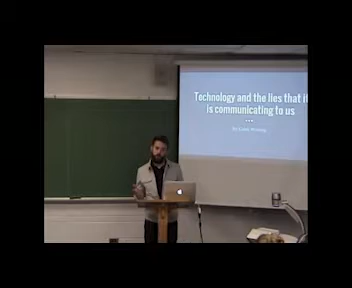 Technology and the lies that it
is communicating to us